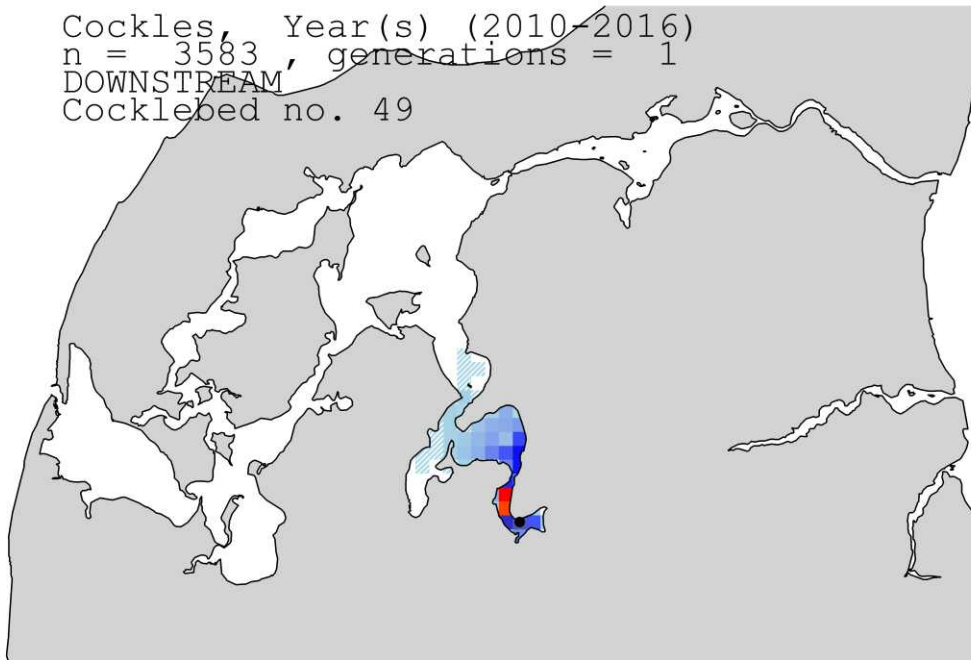 Cockles, Year(s) (2010-2016)
n = 3583 , generations = 1
DOWNSTREAM
Cocklebed no. 49